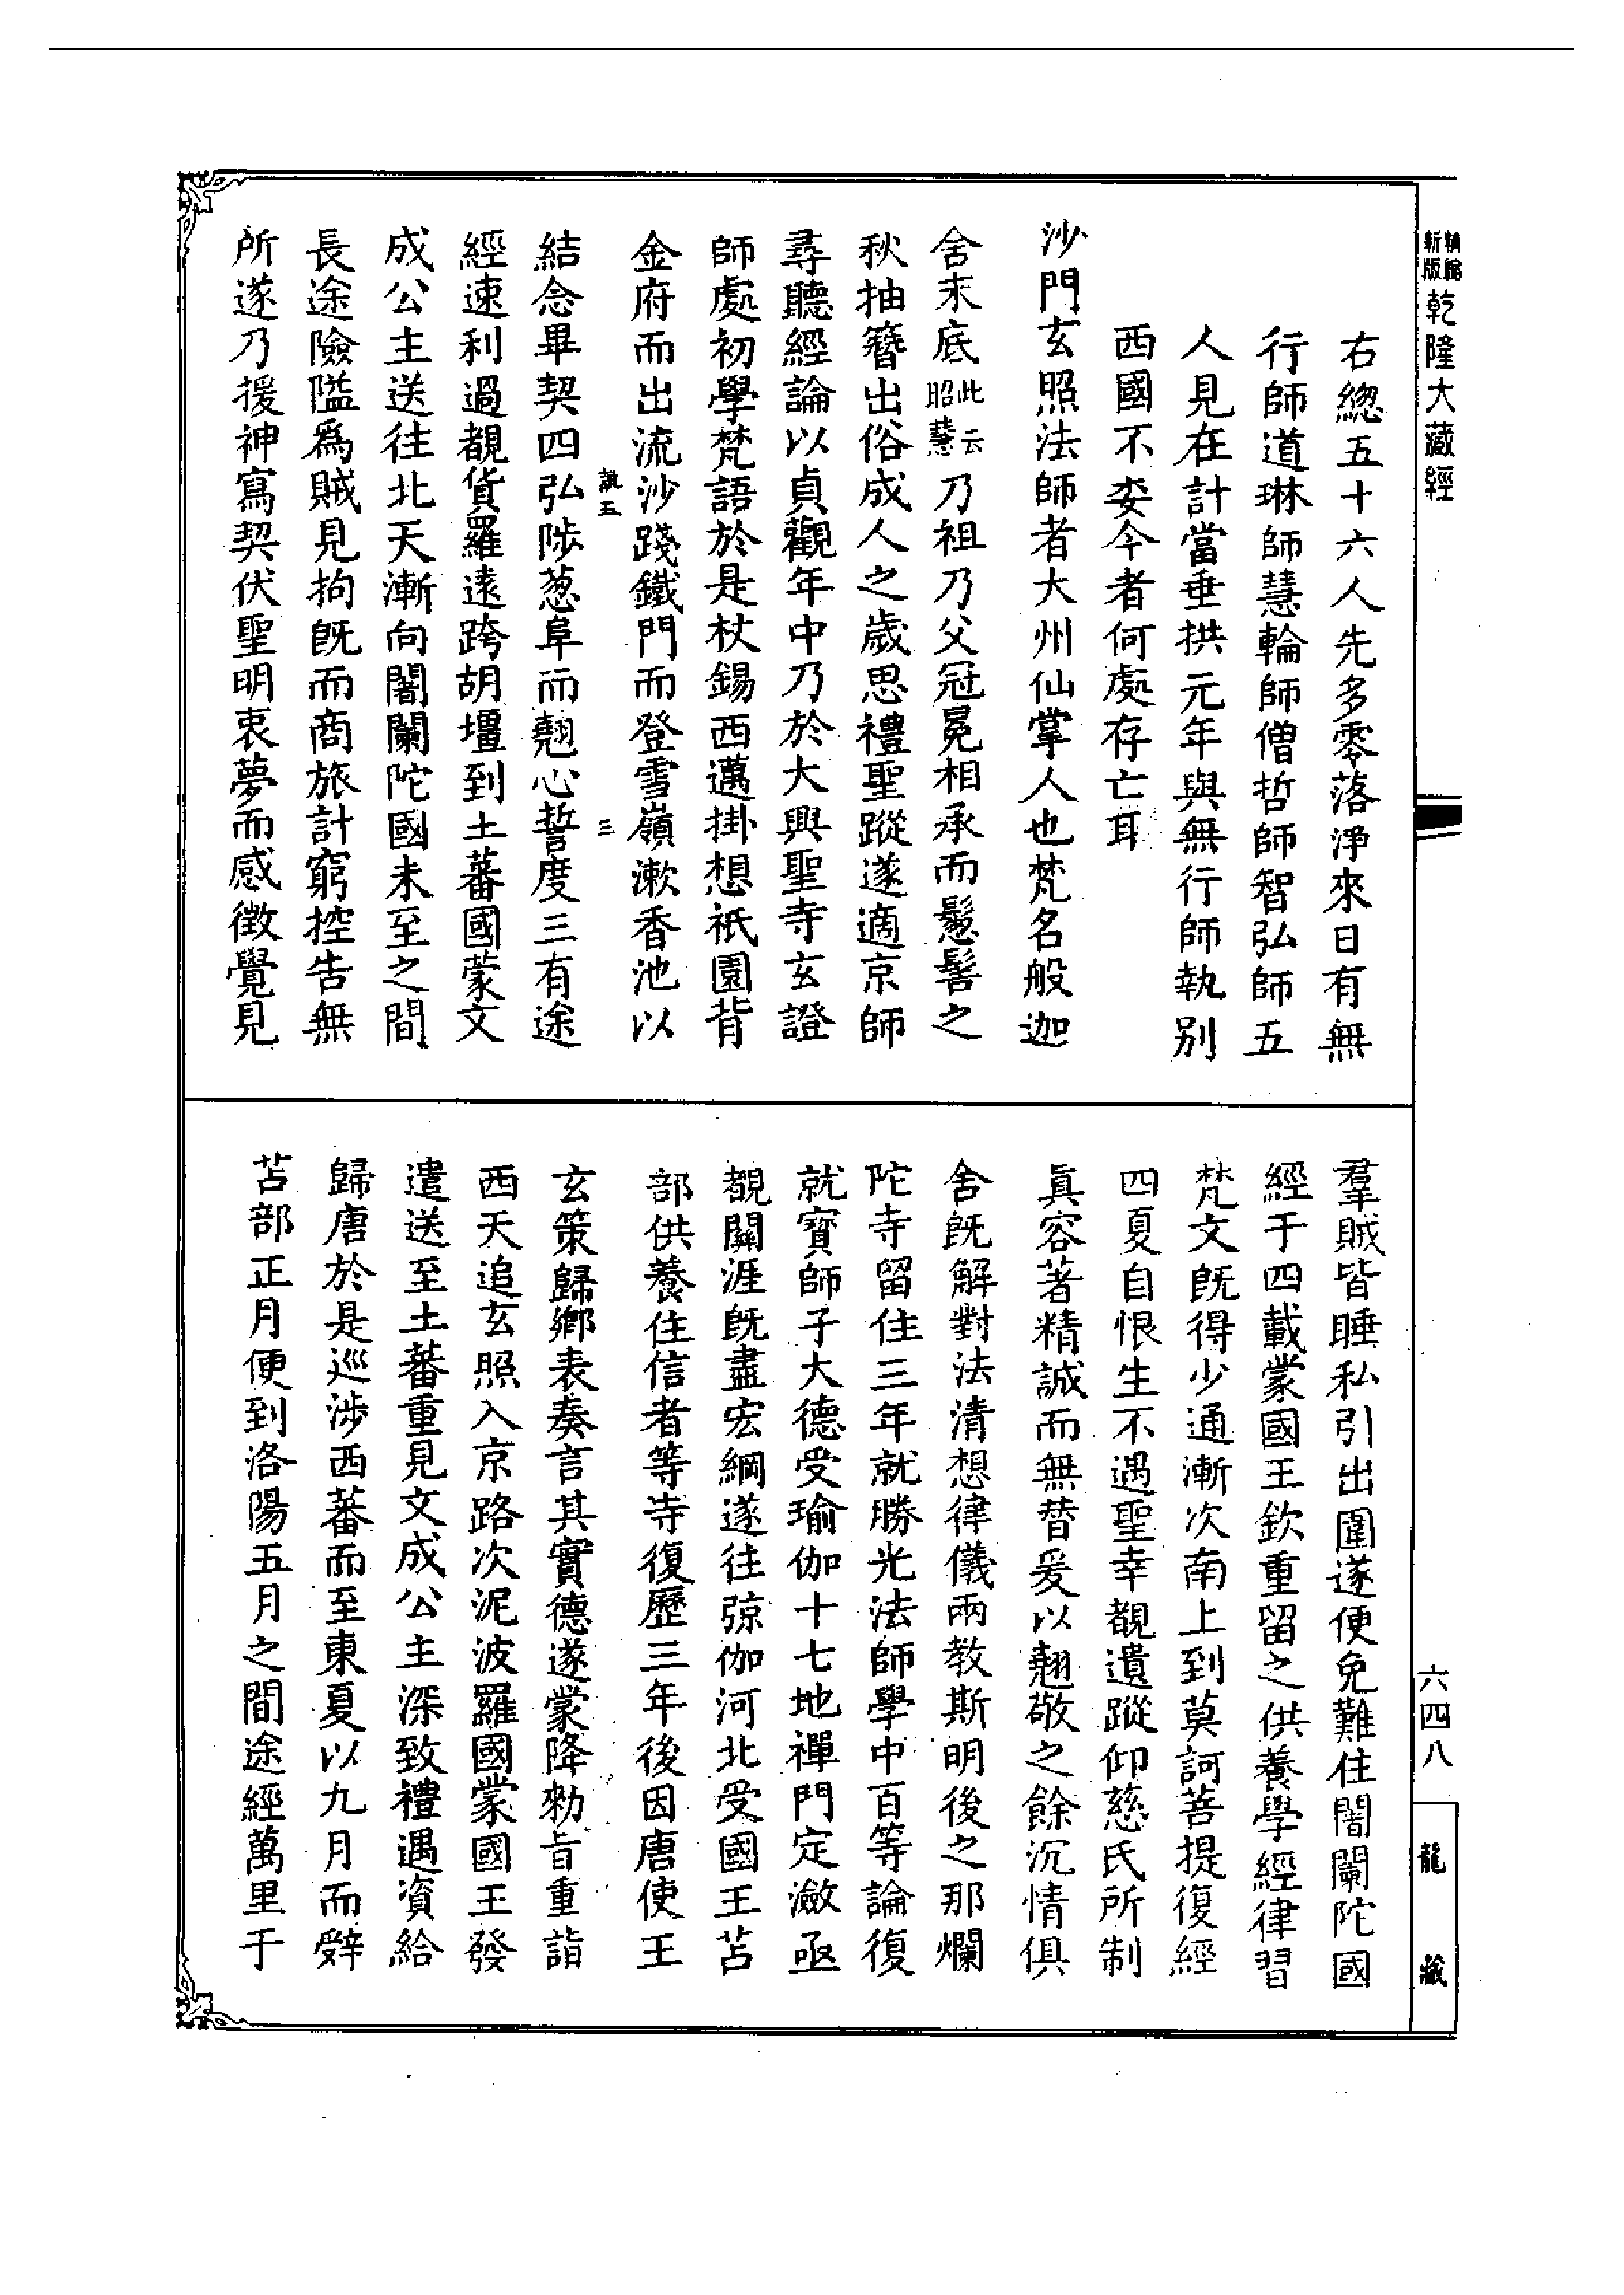 精縮新版乾隆大藏經
右總五十六人先多零落淨來日有無
行師道琳師慧輪師僧哲師智弘師五
人見在計當垂拱元年與無行師執別
西國不委今者何處存亡耳
沙門玄照法師者大州仙掌人也梵名般迦
舍末底此云昭慧乃祖乃父冠冕相承而鬆髻之
秋抽簪出俗成人之歲思禮聖蹤遂適京師
尋聽經論以貞觀年中乃於大興聖寺玄證
師處初學梵語於是杖錫西邁掛想祇園背
金府而出流沙踐鐵門而登雪嶺漱香池以
結念畢契四弘陟葱阜而翹心誓度三有途
經速利過覩貨羅遠跨胡壃到土蕃國蒙文
成公主送往北天漸向闍闌陀國未至之間
長途險隘爲賊見拘旣而商旅計窮控告無
所遂乃援神寫契伏聖明衷夢而感徵覺見
羣賊皆睡私引出圍遂便免難住闍闌陀國
經于四載蒙國王欽重留之供養學經律習
梵文旣得少通漸次南上到莫訶菩提復經
四夏自恨生不遇聖幸覩遺蹤仰慈氏所制
眞容著精誠而無替爰以翹敬之餘沉情俱
舍旣解對法清想律儀兩教斯明後之那爛
陀寺留住三年就勝光法師學中百等論復
就寶師子大德受瑜伽十七地禪門定瀲亟
覩關涯旣盡宏綱遂往弶伽河北受國王苫
部供養住信者等寺復歷三年後因唐使王
玄策歸鄉表奏言其實德遂蒙降勑旨重詣
西天追玄照入京路次泥波羅國蒙國王發
遣送至土蕃重見文成公主深致禮遇資給
歸唐於是巡涉西蕃而至東夏以九月而辤
苫部正月便到洛陽五月之間途經萬里于
六四八
龍藏